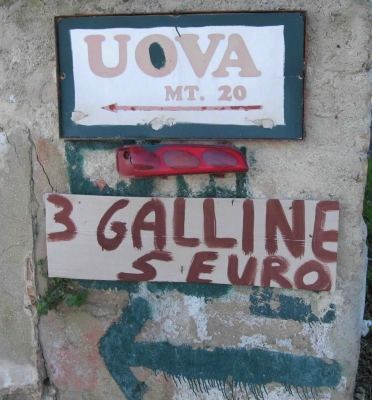 UOVA
MT. 20
3 GALLINE
5 EURO